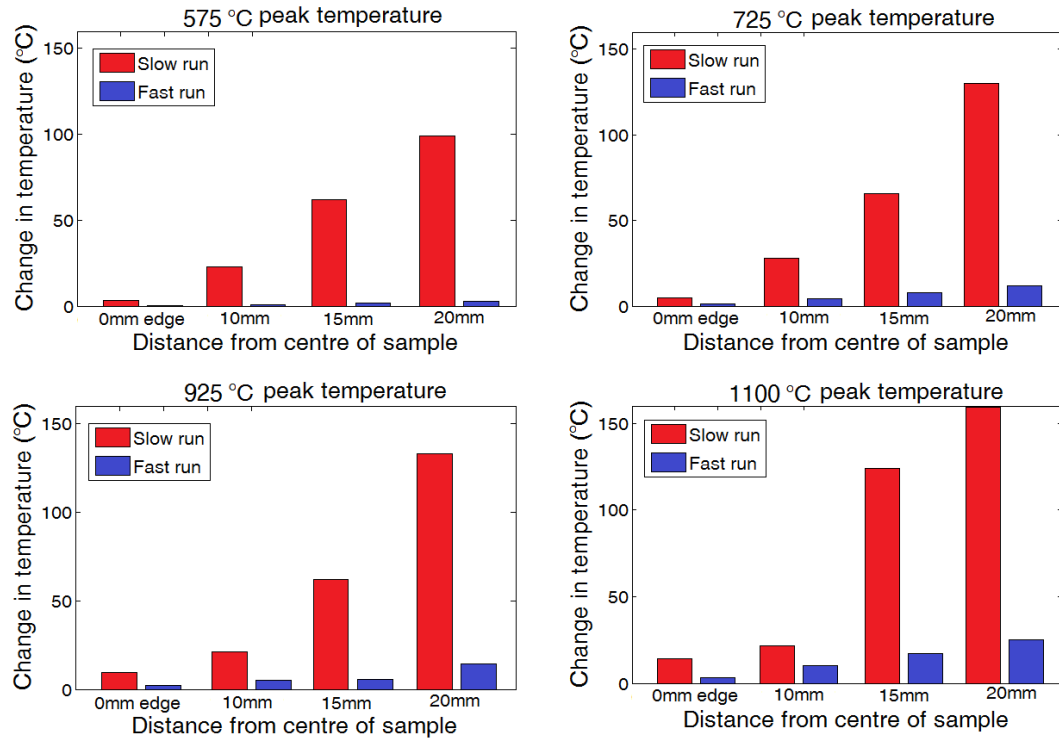 575 °C peak temperature
Change in temperature (°C)
150
100
50
0
Slow run
Fast run
0mm edge 10mm 15mm 20mm
Distance from centre of sample
725 °C peak temperature
Change in temperature (°C)
150
100
50
0
Slow run
Fast run
0mm edge 10mm 15mm 20mm
Distance from centre of sample
925 °C peak temperature
Change in temperature (°C)
150
100
50
0
Slow run
Fast run
0mm edge 10mm 15mm 20mm
Distance from centre of sample
1100 °C peak temperature
Change in temperature (°C)
150
100
50
0
Slow run
Fast run
0mm edge 10mm 15mm 20mm
Distance from centre of sample